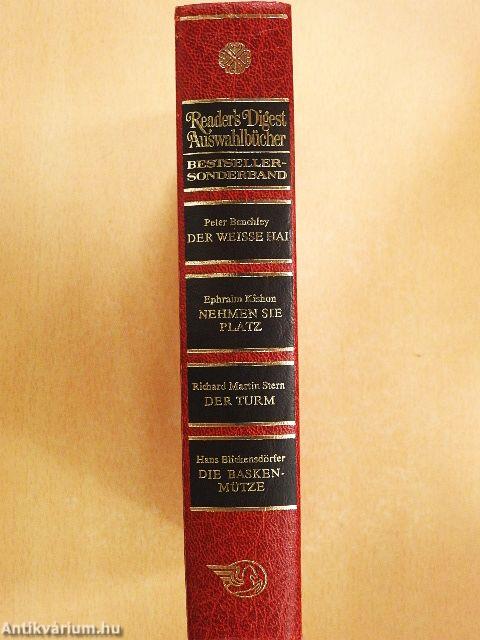 Reader's Digest
Auswahlbücher
BESTSELLER-
SONDERBAND
Peter Benchley
DER WEISSE HAI
Ephraim Kishon
NEHMEN SIE
PLATZ
Richard Martin Stern
DER TURM
Hans Blickensdörfer
DIE BASKEN-
MÜTZE
Antikvárium.hu